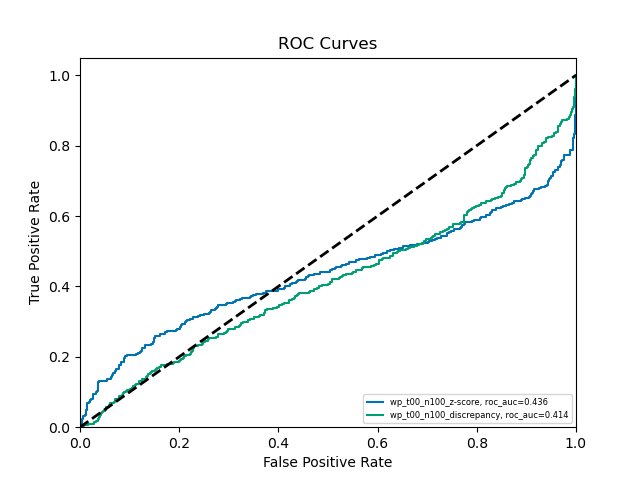 ROC Curves
True Positive Rate
1.0
0.8
0.6
0.4
0.2
0.0
0.0 0.2 0.4 0.6 0.8 1.0
False Positive Rate
wp_t00_n100_z-score, roc_auc=0.436
wp_t00_n100_discrepancy, roc_auc=0.414